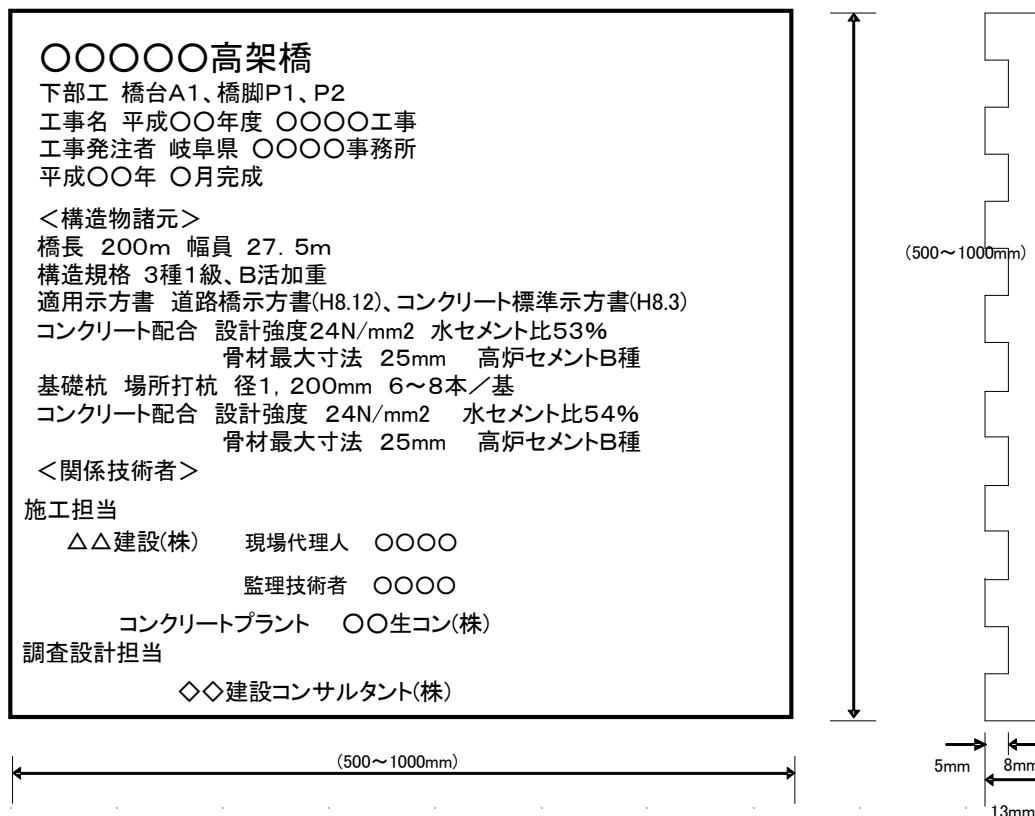 ○○○○○高架橋
下部工 橋台A1、橋脚P1、P2
工事名 平成○○年度 ○○○○工事
工事発注者 岐阜県 ○○○○事務所
平成○○年 ○月完成
<構造物諸元>
橋長 200m 幅員 27.5m
構造規格 3種1級、B活加重
適用示方書 道路橋示方書(H8.12)、コンクリート標準示方書(H8.3)
コンクリート配合 設計強度24N/mm2 水セメント比53%
骨材最大寸法 25mm 高炉セメントB種
基礎杭 場所打杭 径1,200mm 6~8本/基
コンクリート配合 設計強度 24N/mm2 水セメント比54%
骨材最大寸法 25mm 高炉セメントB種
<関係技術者>
施工担当
△△建設(株) 現場代理人 ○○○○
監理技術者 ○○○○
コンクリートプラント ○○生コン(株)
調査設計担当
◇◇建設コンサルタント(株)
(500~1000mm)
(500~1000mm)
5mm 8mm
13mm